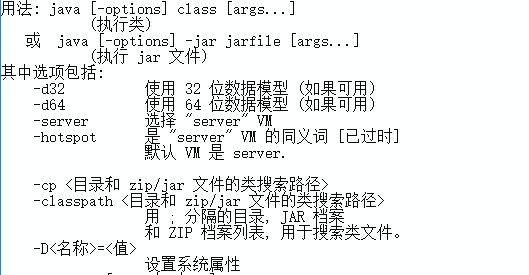 用法: java [-options] class [args...]
(执行类)
或 java [-options] -jar jarfile [args...]
(执行 jar 文件)
其中选项包括:
-d32 使用 32 位数据模型 (如果可用)
-d64 使用 64 位数据模型 (如果可用)
-server 选择 "server" VM
-hotspot 是 "server" VM 的同义词 [已过时]
默认 VM 是 server.
-cp <目录和 zip/jar 文件的类搜索路径>
-classpath <目录和 zip/jar 文件的类搜索路径>
用 ; 分隔的目录, JAR 档案
和 ZIP 档案列表, 用于搜索类文件。
-D<名称>=<值>
设置系统属性